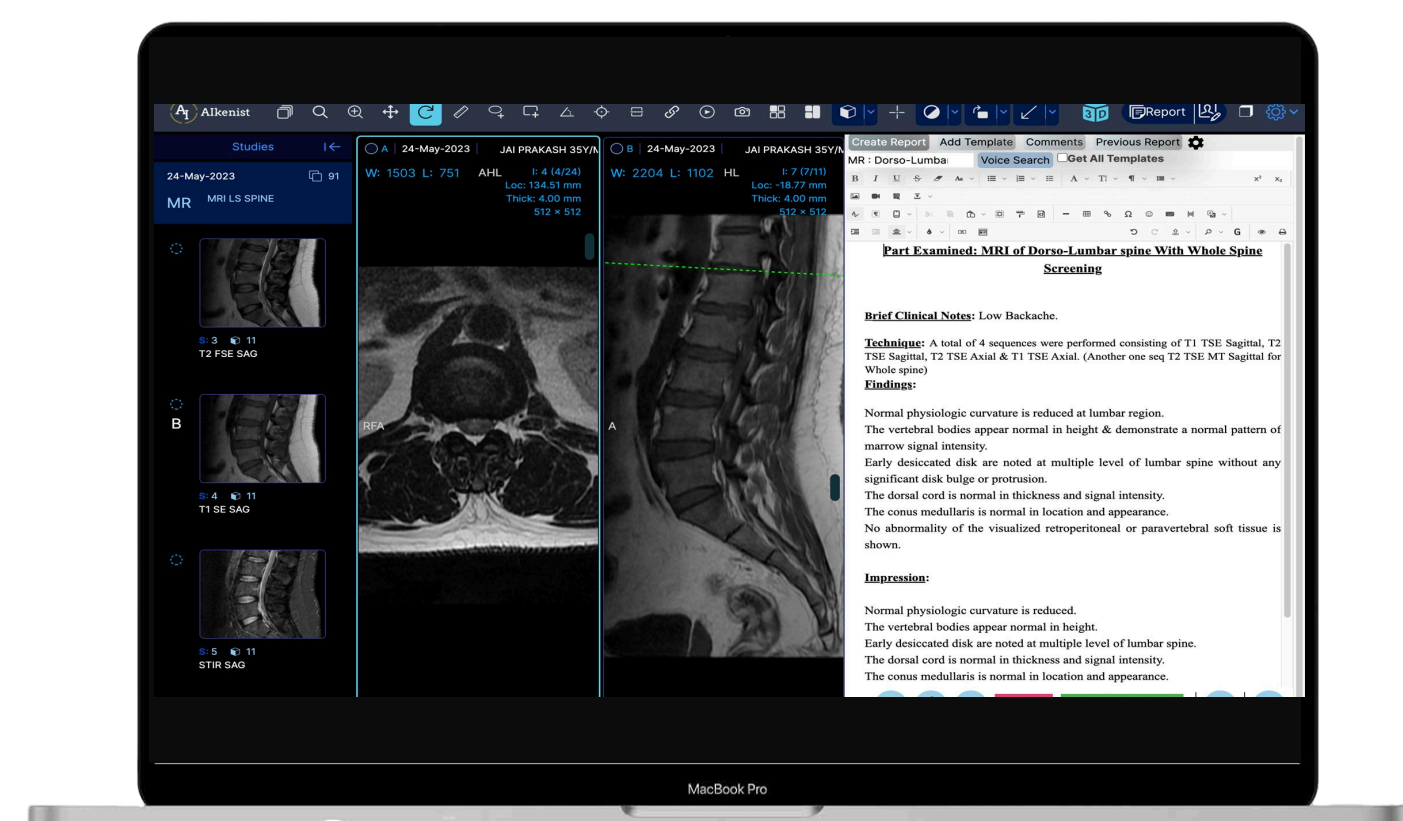 AI Alkenist
3D
Report
Studies
24-May-2023
91
MR
MRI LS SPINE
S: 3 11
T2 FSE SAG
B
S: 4 11
T1 SE SAG
S: 5 11
STIR SAG
A 24-May-2023 JAI PRAKASH 35Y/M
W: 1503 L: 751 AHL I: 4 (4/24)
Loc: 134.51 mm
Thick: 4.00 mm
512 × 512
RFA
B 24-May-2023 JAI PRAKASH 35Y/M
W: 2204 L: 1102 HL I: 7 (7/11)
Loc: -18.77 mm
Thick: 4.00 mm
512 × 512
A
Create Report Add Template Comments Previous Report
MR : Dorso-Lumba Voice Search Get All Templates
Part Examined: MRI of Dorso-Lumbar spine With Whole Spine
Screening
Brief Clinical Notes: Low Backache.
Technique: A total of 4 sequences were performed consisting of T1 TSE Sagittal, T2
TSE Sagittal, T2 TSE Axial & T1 TSE Axial. (Another one seq T2 TSE MT Sagittal for
Whole spine)
Findings:
Normal physiologic curvature is reduced at lumbar region.
The vertebral bodies appear normal in height & demonstrate a normal pattern of
marrow signal intensity.
Early desiccated disk are noted at multiple level of lumbar spine without any
significant disk bulge or protrusion.
The dorsal cord is normal in thickness and signal intensity.
The conus medullaris is normal in location and appearance.
No abnormality of the visualized retroperitoneal or paravertebral soft tissue is
shown.
Impression:
Normal physiologic curvature is reduced.
The vertebral bodies appear normal in height.
Early desiccated disk are noted at multiple level of lumbar spine.
The dorsal cord is normal in thickness and signal intensity.
The conus medullaris is normal in location and appearance.
MacBook Pro